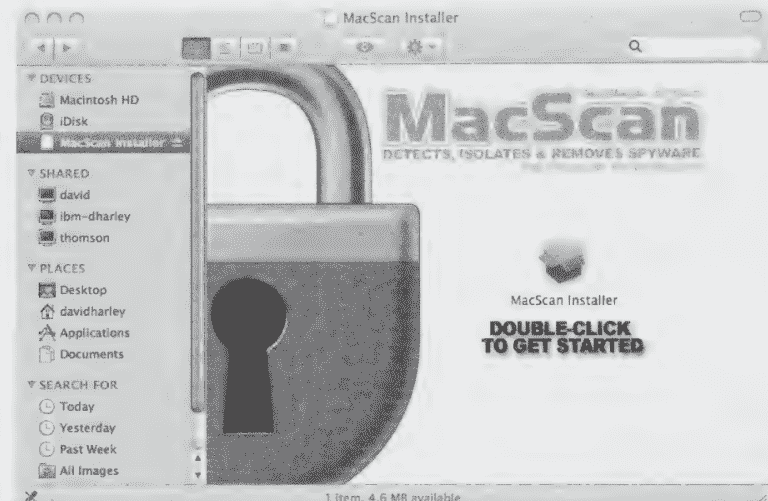 MacScan Installer
DEVICES
Macintosh HD
iDisk
MacScan Installer
SHARED
david
ibm-dharley
thomson
PLACES
Desktop
davidharley
Applications
Documents
SEARCH FOR
Today
Yesterday
Past Week
All Images
MacScan
DETECTS, ISOLATES & REMOVES SPYWARE
MacScan Installer
DOUBLE-CLICK
TO GET STARTED
1 item, 4.6 MB available